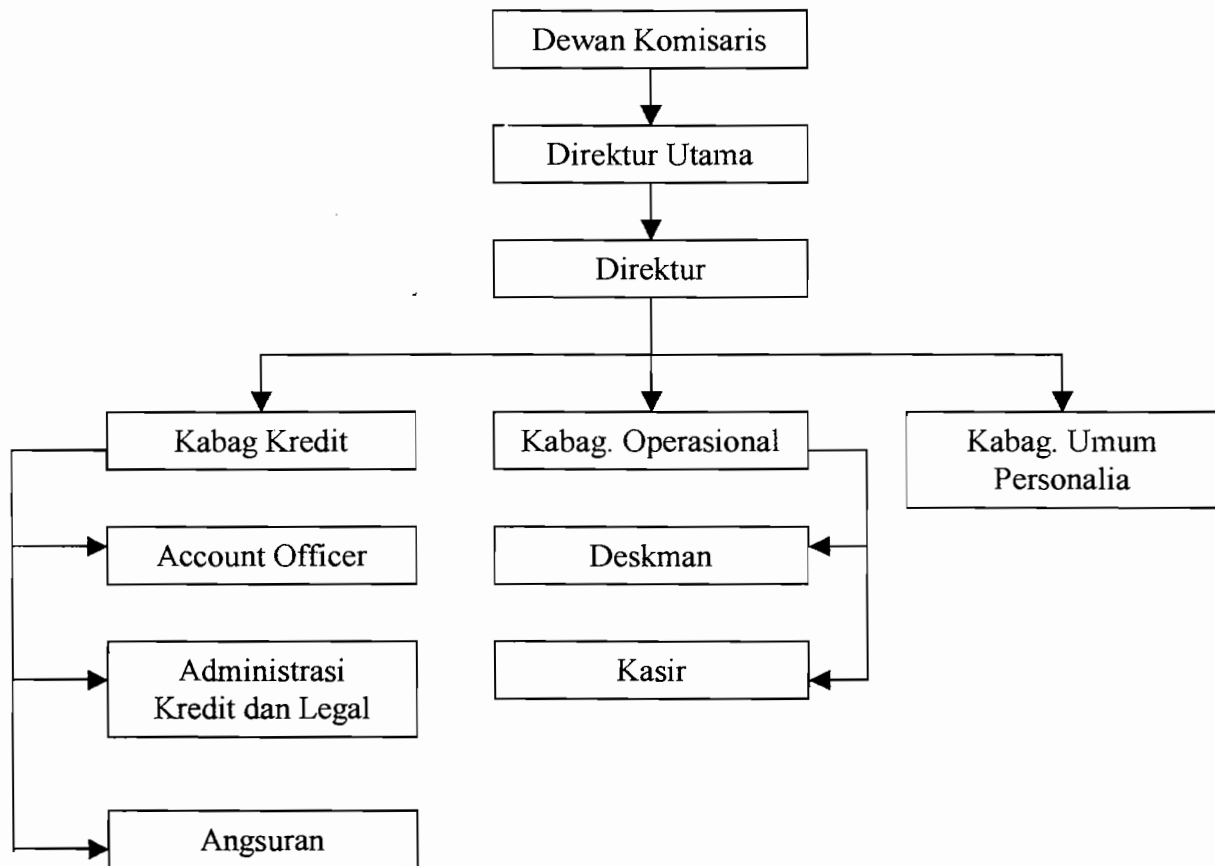 Dewan Komisaris
Direktur Utama
Direktur
Kabag Kredit
Kabag. Operasional
Kabag. Umum
Personalia
Account Officer
Deskman
Administrasi
Kredit dan Legal
Kasir
Angsuran